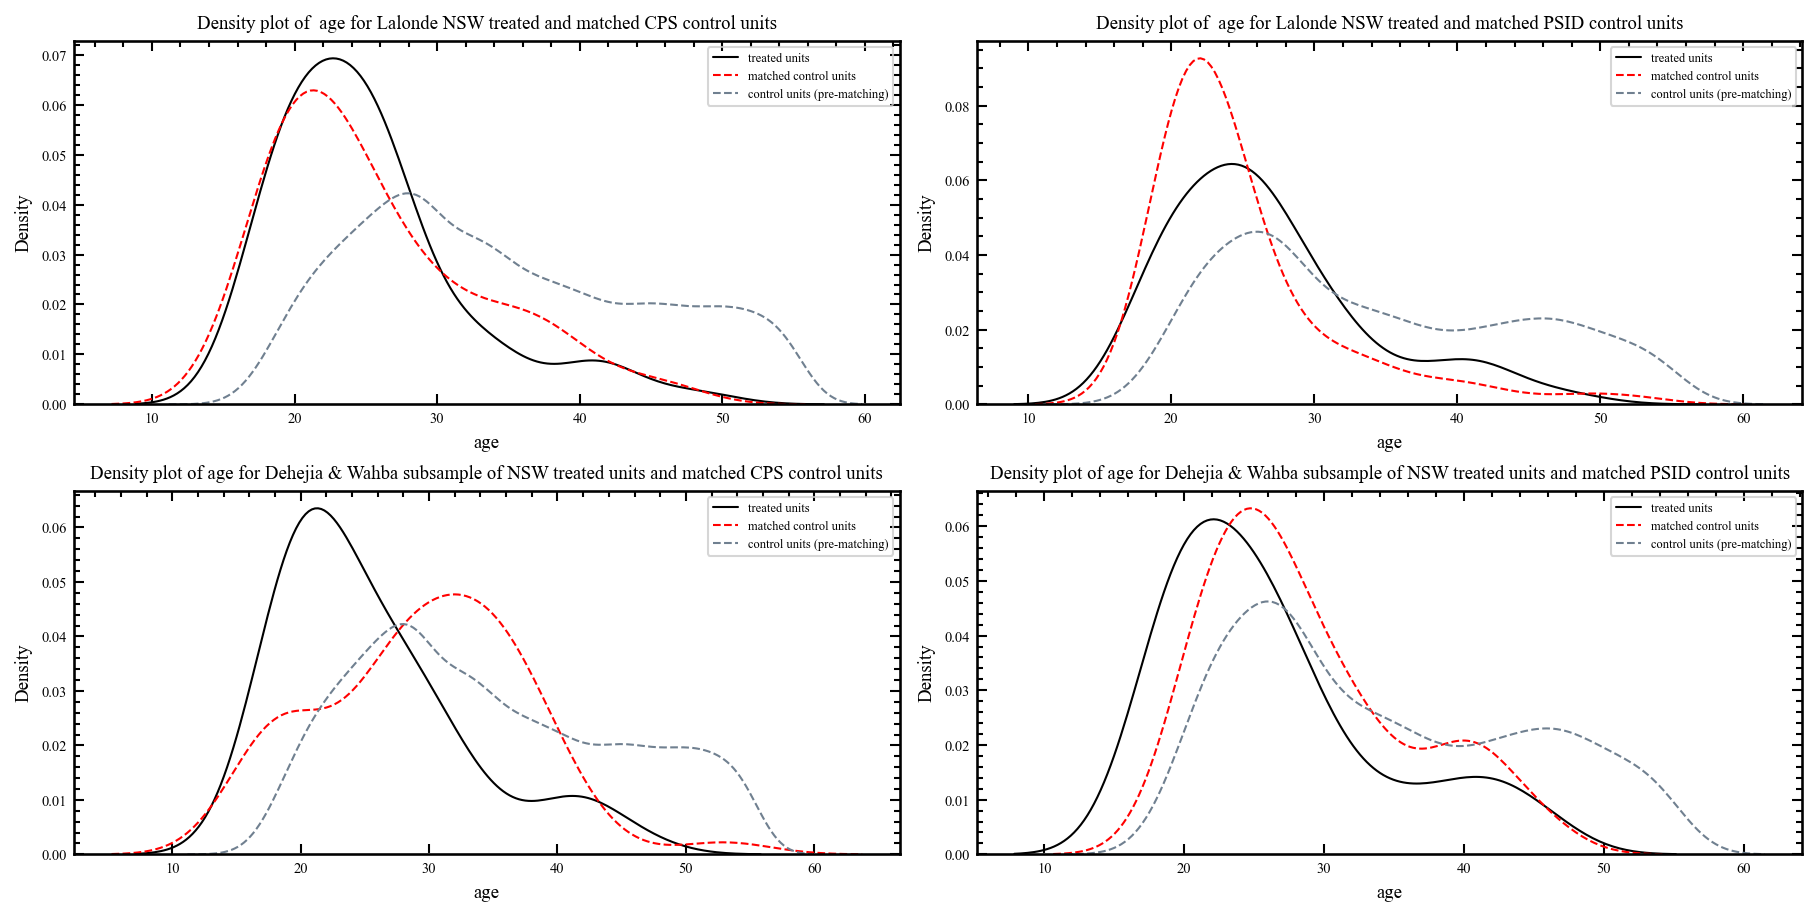 Density plot of  age for Lalonde NSW treated and matched CPS control units
0.07
0.06
0.05
0.04
0.03
0.02
0.01
0.00
Density
treated units
matched control units
control units (pre-matching)
10 20 30 40 50 60
age
Density plot of  age for Lalonde NSW treated and matched PSID control units
0.08
0.06
0.04
0.02
0.00
Density
treated units
matched control units
control units (pre-matching)
10 20 30 40 50 60
age
Density plot of age for Dehejia & Wahba subsample of NSW treated units and matched CPS control units
0.06
0.05
0.04
0.03
0.02
0.01
0.00
Density
treated units
matched control units
control units (pre-matching)
10 20 30 40 50 60
age
Density plot of age for Dehejia & Wahba subsample of NSW treated units and matched PSID control units
0.06
0.05
0.04
0.03
0.02
0.01
0.00
Density
treated units
matched control units
control units (pre-matching)
10 20 30 40 50 60
age